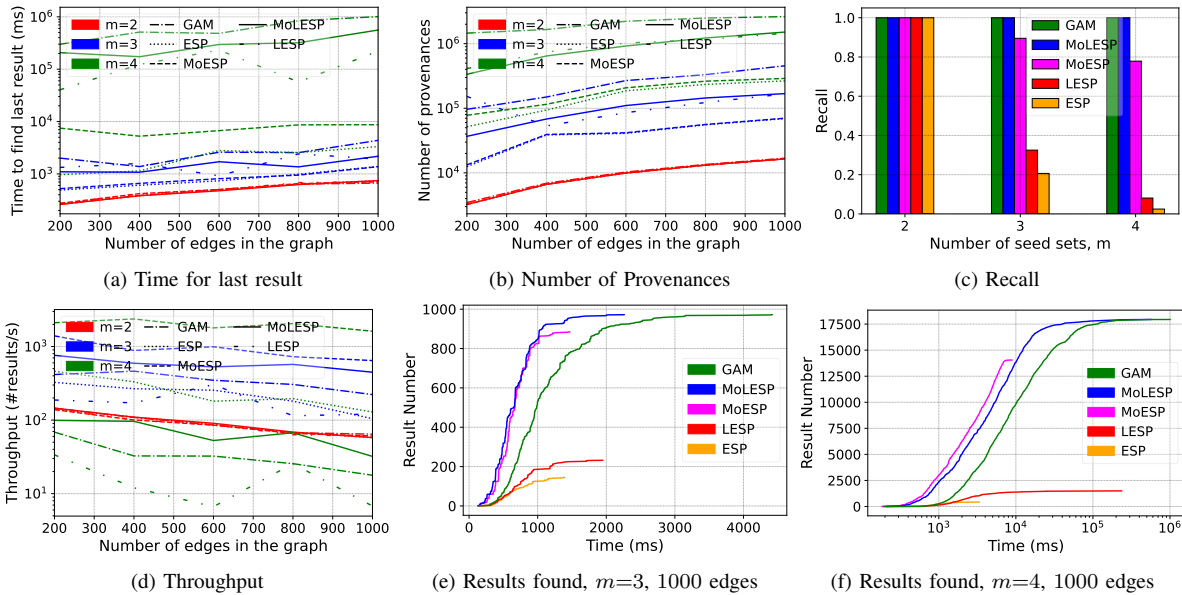 10^6
10^5
10^4
10^3
Time to find last result (ms)
m=2 GAM MoLESP
m=3 ESP LESP
m=4 MoESP
200 300 400 500 600 700 800 900 1000
Number of edges in the graph
(a) Time for last result
10^6
10^5
10^4
Number of provenances
m=2 GAM MoLESP
m=3 ESP LESP
m=4 MoESP
200 300 400 500 600 700 800 900 1000
Number of edges in the graph
(b) Number of Provenances
1.0
0.8
0.6
0.4
0.2
0.0
Recall
GAM
MoLESP
MoESP
LESP
ESP
2 3 4
Number of seed sets, m
(c) Recall
10^3
10^2
10^1
Throughput (#results/s)
m=2 GAM MoLESP
m=3 ESP LESP
m=4 MoESP
200 300 400 500 600 700 800 900 1000
Number of edges in the graph
(d) Throughput
1000
800
600
400
200
0
Result Number
GAM
MoLESP
MoESP
LESP
ESP
0 1000 2000 3000 4000
Time (ms)
(e) Results found, m=3, 1000 edges
17500
15000
12500
10000
7500
5000
2500
0
Result Number
GAM
MoLESP
MoESP
LESP
ESP
10^3 10^4 10^5 10^6
Time (ms)
(f) Results found, m=4, 1000 edges